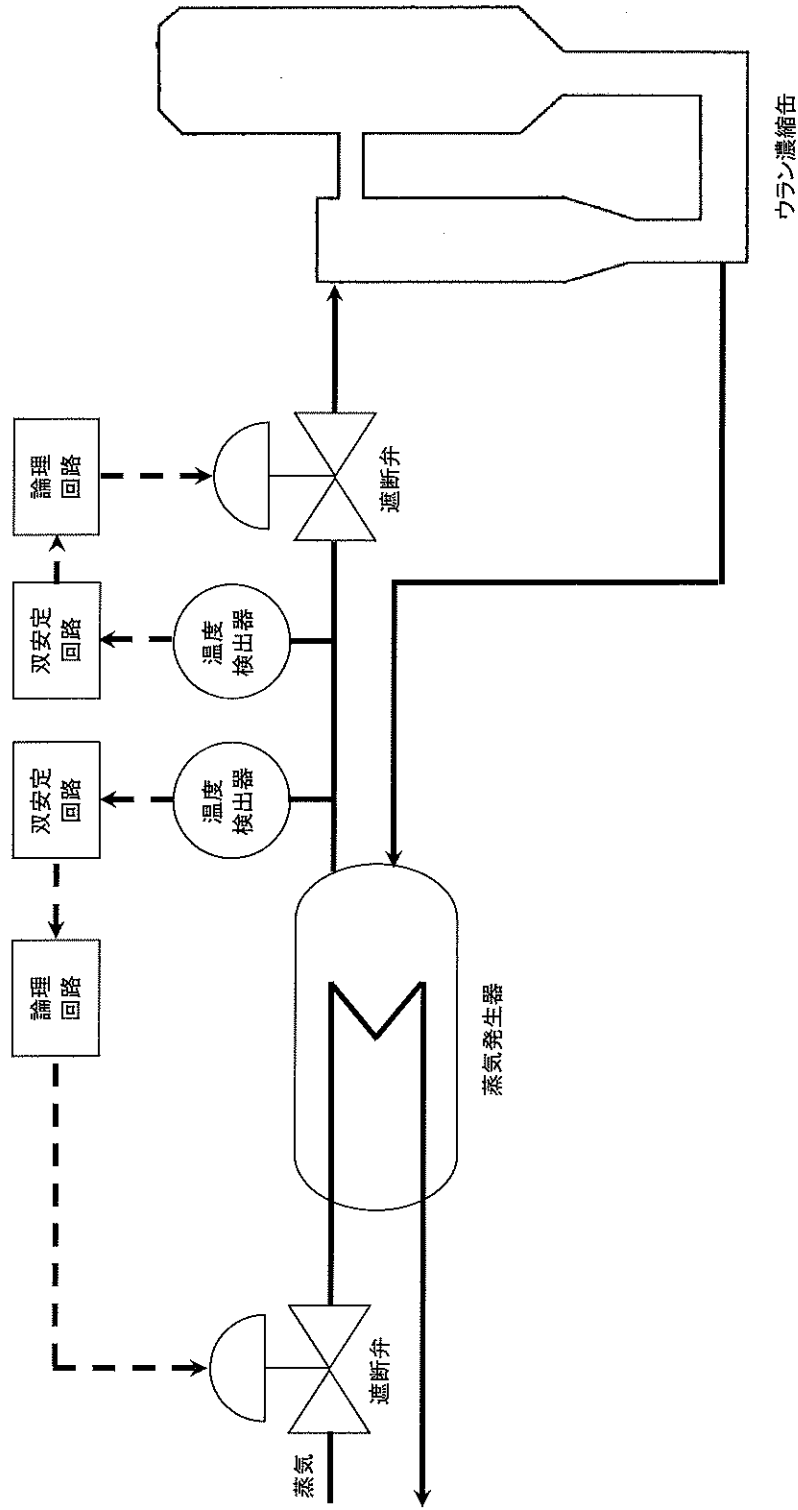 論理
回路
双安定
回路
双安定
回路
論理
回路
温度
検出器
温度
検出器
蒸気
遮断弁
遮断弁
蒸気発生器
ウラン濃縮缶